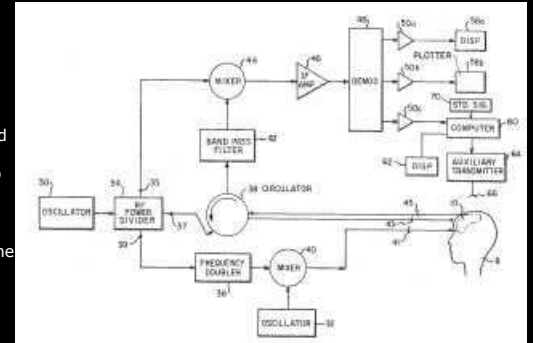 44
46
48
50a
58a
MIXER
IF
AMP
DEMOD
DISP
PLOTTER
50b
58b
70
STD. SIG.
50c
COMPUTER
60
BAND PASS
FILTER
42
62
DISP
AUXILIARY
TRANSMITTER
64
66
30
34
35
38 CIRCULATOR
OSCILLATOR
RF
POWER
DIVIDER
37
39
45
43
41
10
8
40
FREQUENCY
DOUBLER
MIXER
36
OSCILLATOR
32
d
ne